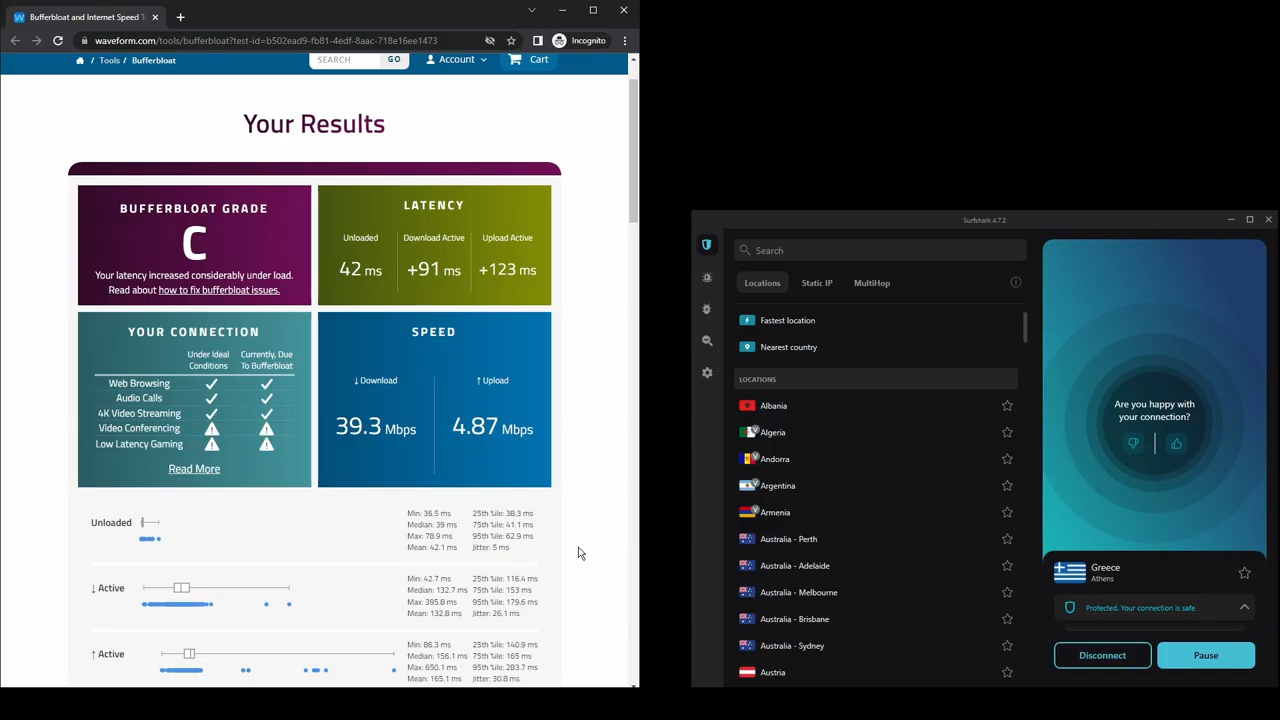 Bufferbloat and Internet Speed T
waveform.com/tools/bufferbloat?test-id=b502ead9-fb81-4edf-8aac-718e16ee1473
Incognito
/ Tools / Bufferbloat
SEARCH
GO
Account
Cart
Your Results
BUFFERBLOAT GRADE
C
Your latency increased considerably under load.
Read about how to fix bufferbloat issues.
LATENCY
Unloaded Download Active Upload Active
42 ms +91 ms +123 ms
YOUR CONNECTION
Under Ideal Conditions
Currently, Due To Bufferbloat
Web Browsing
Audio Calls
4K Video Streaming
Video Conferencing
Low Latency Gaming
Read More
SPEED
↓ Download ↑ Upload
39.3 Mbps 4.87 Mbps
Unloaded
Min: 36.5 ms 25th %ile: 38.3 ms
Median: 39 ms 75th %ile: 41.1 ms
Max: 78.9 ms 95th %ile: 62.9 ms
Mean: 42.1 ms Jitter: 5 ms
↓ Active
Min: 42.7 ms 25th %ile: 116.4 ms
Median: 132.7 ms 75th %ile: 153 ms
Max: 395.8 ms 95th %ile: 179.6 ms
Mean: 132.8 ms Jitter: 26.1 ms
↑ Active
Min: 86.3 ms 25th %ile: 140.9 ms
Median: 156.1 ms 75th %ile: 165 ms
Max: 650.1 ms 95th %ile: 283.7 ms
Mean: 165.1 ms Jitter: 30.8 ms
Surfshark 4.7.2
Search
Locations Static IP MultiHop
Fastest location
Nearest country
LOCATIONS
Albania
Algeria
Andorra
Argentina
Armenia
Australia - Perth
Australia - Adelaide
Australia - Melbourne
Australia - Brisbane
Australia - Sydney
Austria
Are you happy with
your connection?
Greece
Athens
Protected. Your connection is safe
Disconnect
Pause